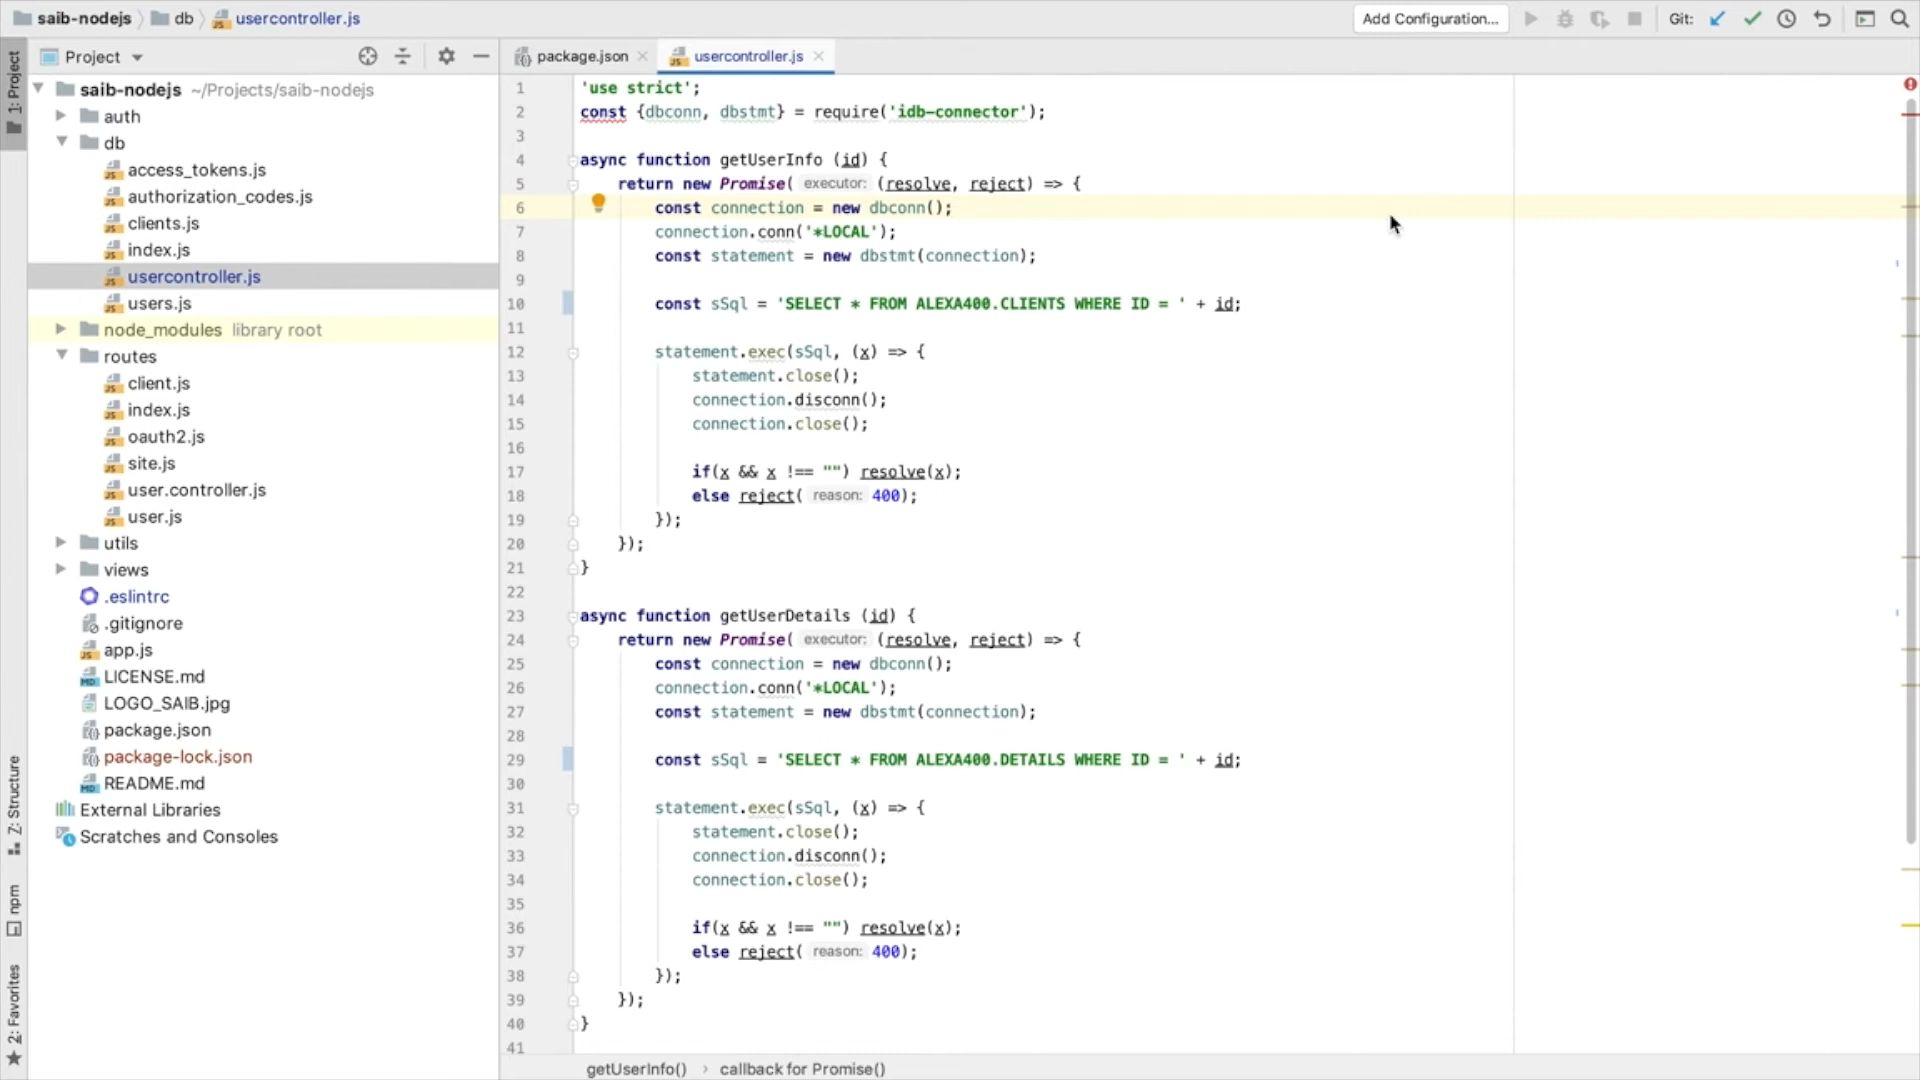 saib-nodejs db usercontroller.js
Add Configuration...
Git:
Project
package.json
usercontroller.js
1: Project
saib-nodejs ~/Projects/saib-nodejs
auth
db
access_tokens.js
authorization_codes.js
clients.js
index.js
usercontroller.js
users.js
node_modules library root
routes
client.js
index.js
oauth2.js
site.js
user.controller.js
user.js
utils
views
.eslintrc
.gitignore
app.js
LICENSE.md
LOGO_SAIB.jpg
package.json
package-lock.json
README.md
External Libraries
Scratches and Consoles
Z: Structure
npm
2: Favorites
1 'use strict';
2 const {dbconn, dbstmt} = require('idb-connector');
3
4 async function getUserInfo (id) {
5 return new Promise( executor: (resolve, reject) => {
6 const connection = new dbconn();
7 connection.conn('*LOCAL');
8 const statement = new dbstmt(connection);
9
10 const sSql = 'SELECT * FROM ALEXA400.CLIENTS WHERE ID = ' + id;
11
12 statement.exec(sSql, (x) => {
13 statement.close();
14 connection.disconn();
15 connection.close();
16
17 if(x && x !== "") resolve(x);
18 else reject( reason: 400);
19 });
20 });
21 }
22
23 async function getUserDetails (id) {
24 return new Promise( executor: (resolve, reject) => {
25 const connection = new dbconn();
26 connection.conn('*LOCAL');
27 const statement = new dbstmt(connection);
28
29 const sSql = 'SELECT * FROM ALEXA400.DETAILS WHERE ID = ' + id;
30
31 statement.exec(sSql, (x) => {
32 statement.close();
33 connection.disconn();
34 connection.close();
35
36 if(x && x !== "") resolve(x);
37 else reject( reason: 400);
38 });
39 });
40 }
41
getUserInfo() › callback for Promise()